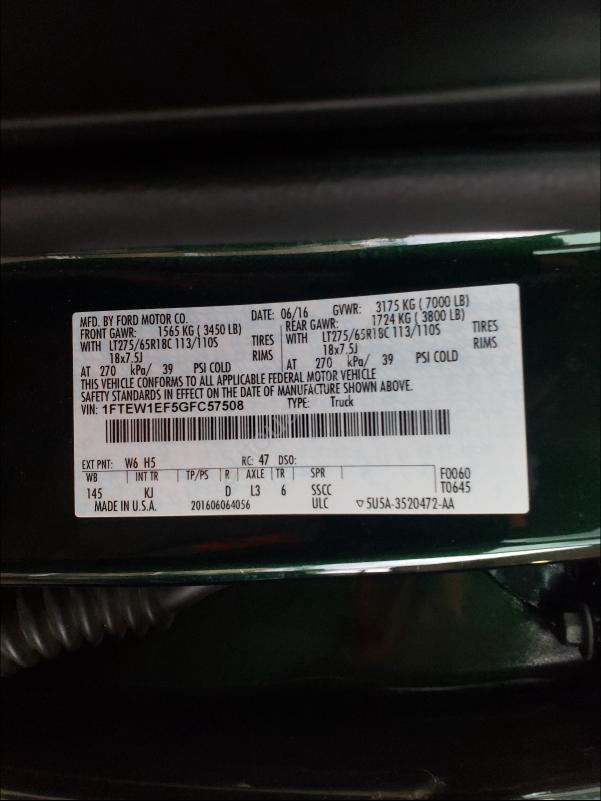 MFD. BY FORD MOTOR CO. DATE: 06/16 GVWR: 3175 KG (7000 LB)
FRONT GAWR: 1565 KG (3450 LB) REAR GAWR: 1724 KG (3800 LB)
WITH LT275/65R18C 113/110S TIRES WITH LT275/65R18C 113/110S TIRES
18x7.5J RIMS 18x7.5J RIMS
AT 270 kPa/ 39 PSI COLD AT 270 kPa/ 39 PSI COLD
THIS VEHICLE CONFORMS TO ALL APPLICABLE FEDERAL MOTOR VEHICLE
SAFETY STANDARDS IN EFFECT ON THE DATE OF MANUFACTURE SHOWN ABOVE.
VIN: 1FTEW1EF5GFC57508 TYPE: Truck
EXT PNT: W6 H5 RC: 47 DSO:
WB INT TR TP/PS R AXLE TR SPR F0060
145 KJ D L3 6 SSCC T0645
MADE IN U.S.A. 201606064056 ULC ▽5U5A-3520472-AA